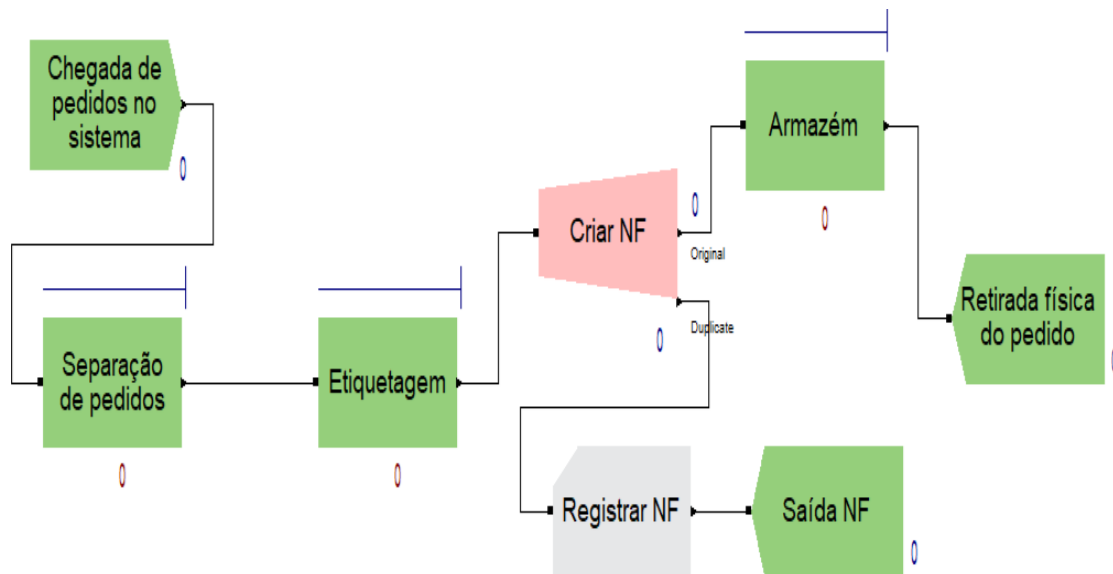 Chegada de
pedidos no
sistema
0
Separação
de pedidos
0
Etiquetagem
0
Criar NF
0
Original
Duplicate
0
Armazém
0
Retirada física
do pedido
0
Registrar NF
Saída NF
0